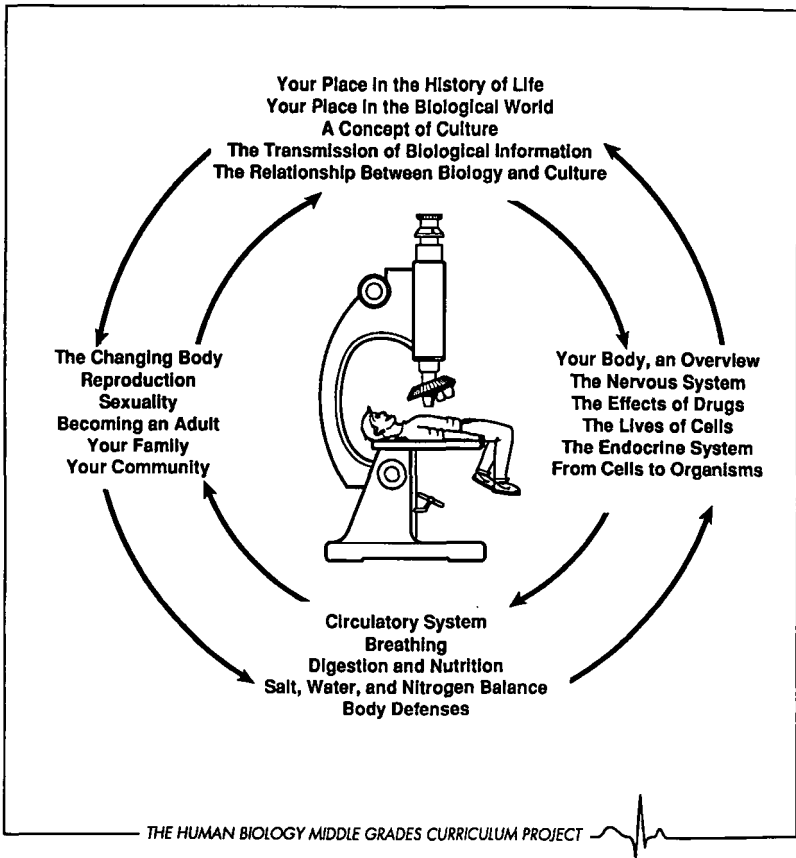 Your Place in the History of Life
Your Place in the Biological World
A Concept of Culture
The Transmission of Biological Information
The Relationship Between Biology and Culture
The Changing Body
Reproduction
Sexuality
Becoming an Adult
Your Family
Your Community
Your Body, an Overview
The Nervous System
The Effects of Drugs
The Lives of Cells
The Endocrine System
From Cells to Organisms
Circulatory System
Breathing
Digestion and Nutrition
Salt, Water, and Nitrogen Balance
Body Defenses
THE HUMAN BIOLOGY MIDDLE GRADES CURRICULUM PROJECT